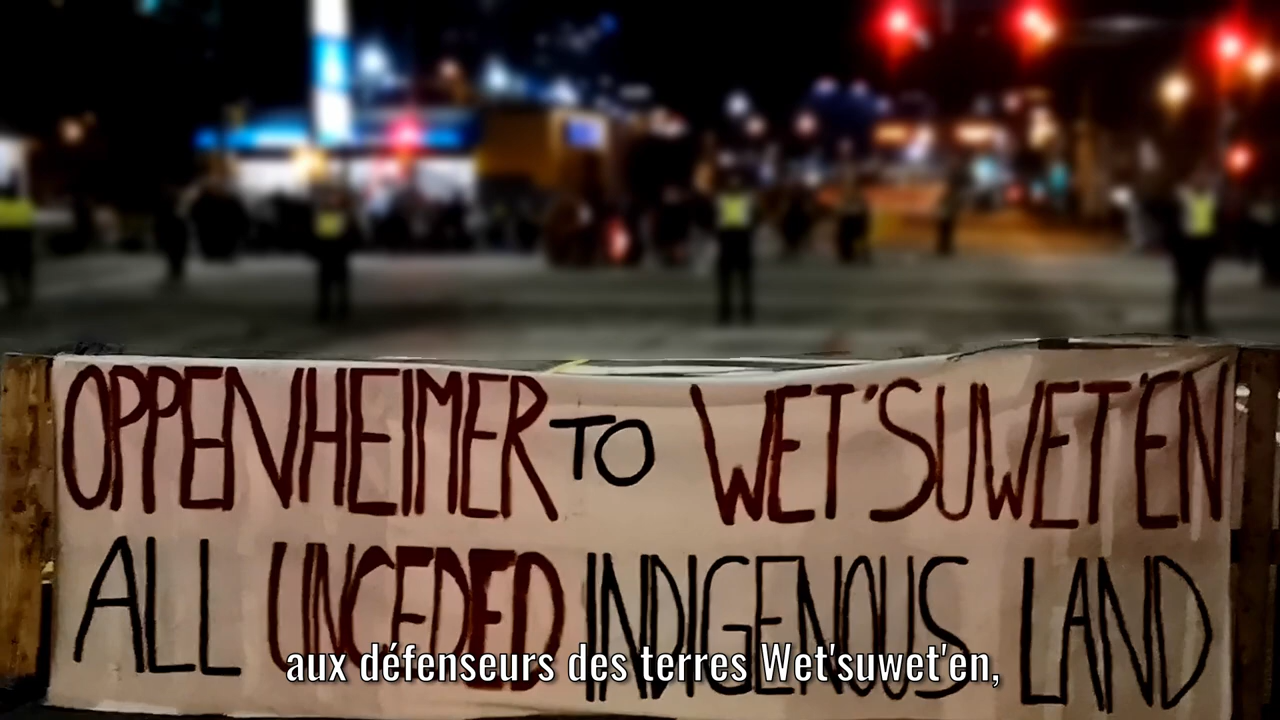 OPPENHEIMER TO WET'SUWET'EN
ALL UNCEDED INDIGENOUS LAND
aux défenseurs des terres Wet'suwet'en,